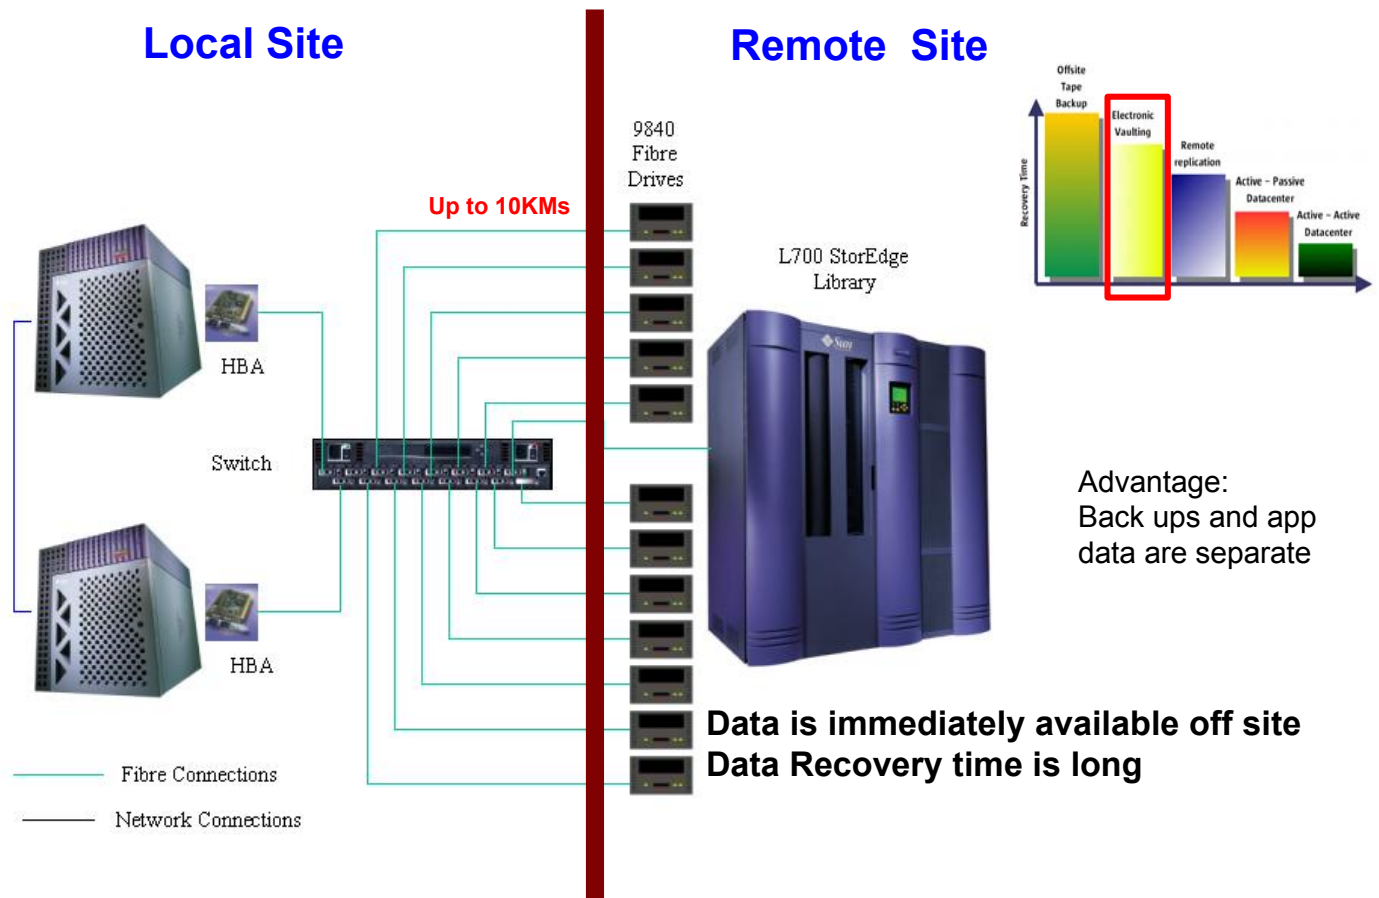 Local Site
Remote Site
Offsite
Tape
Backup
Electronic
Vaulting
Remote
replication
Active – Passive
Datacenter
Active – Active
Datacenter
Recovery Time
9840
Fibre
Drives
Up to 10KMs
L700 StorEdge
Library
Sun
HBA
Switch
HBA
Advantage:
Back ups and app
data are separate
Data is immediately available off site
Data Recovery time is long
Fibre Connections
Network Connections